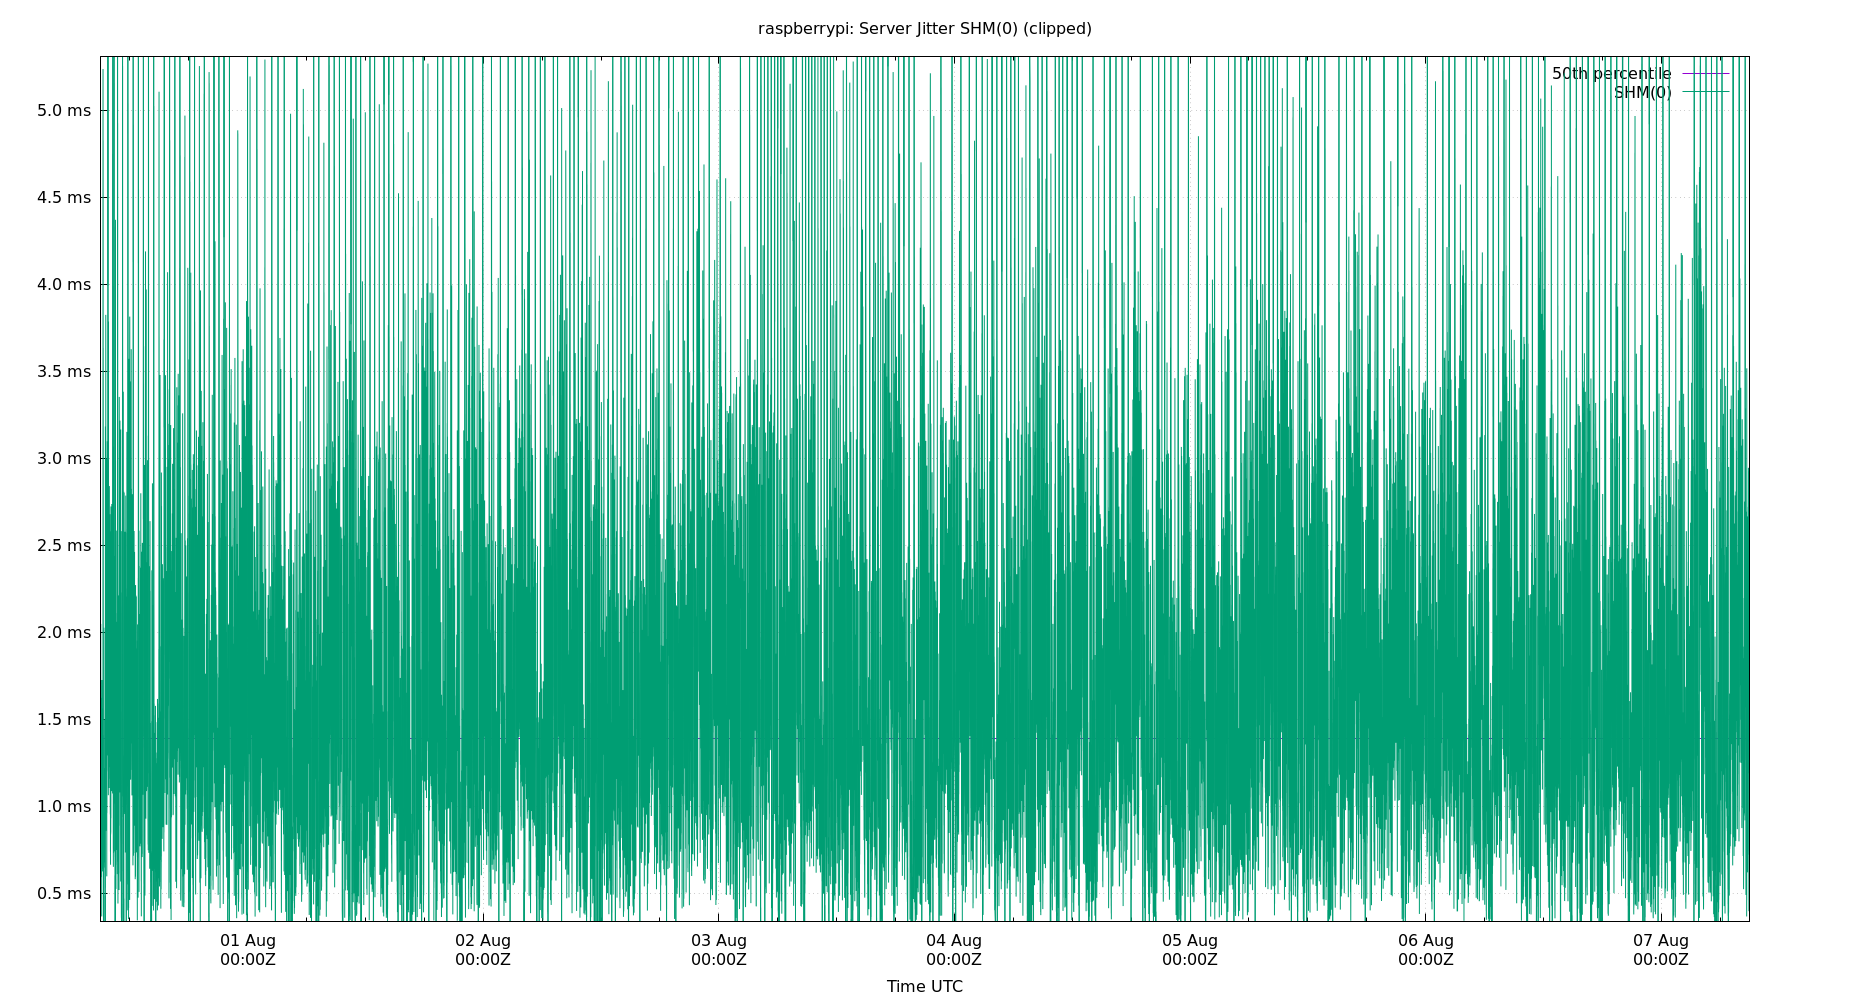 raspberrypi: Server Jitter SHM(0) (clipped)
50th percentile
SHM(0)
5.0 ms
4.5 ms
4.0 ms
3.5 ms
3.0 ms
2.5 ms
2.0 ms
1.5 ms
1.0 ms
0.5 ms
01 Aug 02 Aug 03 Aug 04 Aug 05 Aug 06 Aug 07 Aug
00:00Z 00:00Z 00:00Z 00:00Z 00:00Z 00:00Z 00:00Z
Time UTC